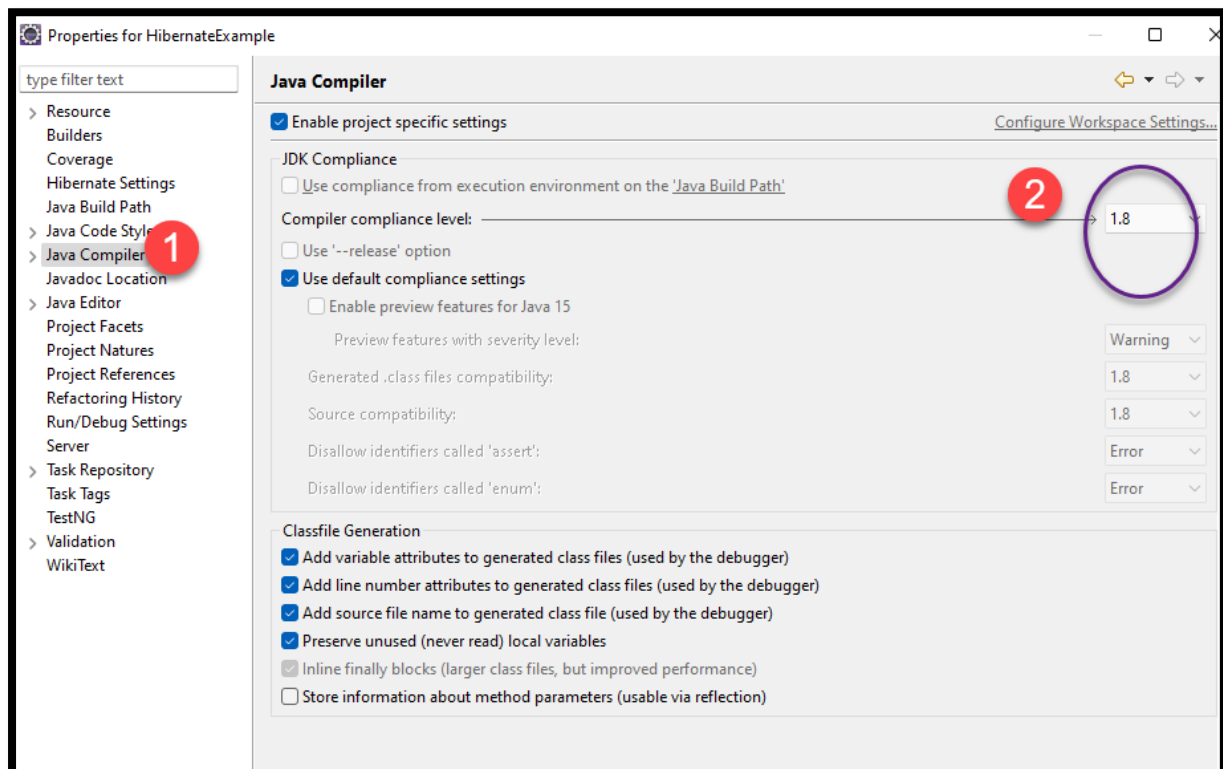 Properties for HibernateExample
type filter text
Resource
Builders
Coverage
Hibernate Settings
Java Build Path
Java Code Style
Java Compiler
1
Javadoc Location
Java Editor
Project Facets
Project Natures
Project References
Refactoring History
Run/Debug Settings
Server
Task Repository
Task Tags
TestNG
Validation
WikiText
Java Compiler
Enable project specific settings
Configure Workspace Settings...
JDK Compliance
Use compliance from execution environment on the 'Java Build Path'
2
Compiler compliance level: 1.8
Use '--release' option
Use default compliance settings
Enable preview features for Java 15
Preview features with severity level: Warning
Generated .class files compatibility: 1.8
Source compatibility: 1.8
Disallow identifiers called 'assert': Error
Disallow identifiers called 'enum': Error
Classfile Generation
Add variable attributes to generated class files (used by the debugger)
Add line number attributes to generated class files (used by the debugger)
Add source file name to generated class file (used by the debugger)
Preserve unused (never read) local variables
Inline finally blocks (larger class files, but improved performance)
Store information about method parameters (usable via reflection)